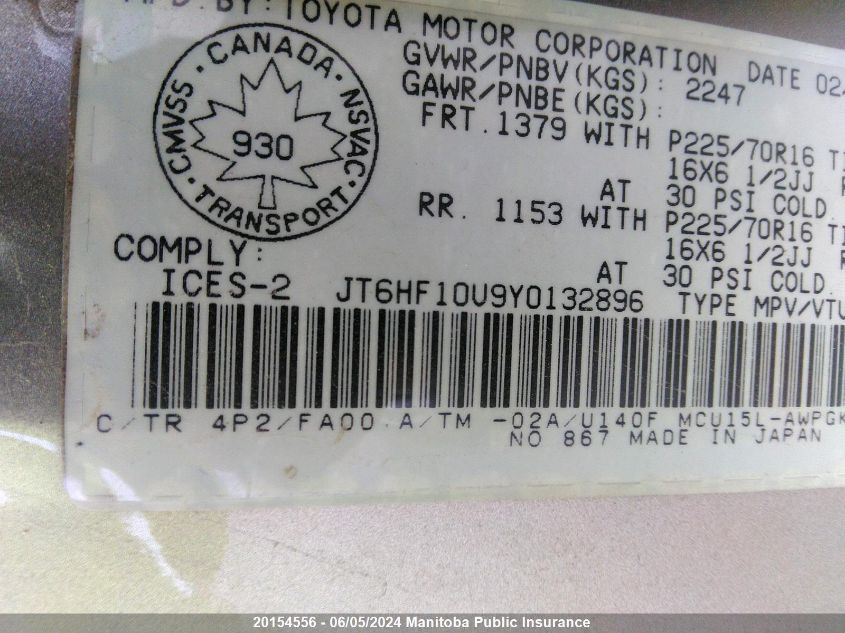 MFD.BY:TOYOTA MOTOR CORPORATION DATE 02
GVWR/PNBV(KGS): 2247
GAWR/PNBE(KGS):
FRT.1379 WITH P225/70R16
16X6 1/2JJ
AT 30 PSI COLD
RR. 1153 WITH P225/70R16
16X6 1/2JJ
AT 30 PSI COLD
CMVSS · CANADA · NSVAC · TRANSPORT
930
COMPLY:
ICES-2 JT6HF10U9Y0132896 TYPE MPV/VTU
C/TR 4P2/FA00 A/TM -02A/U140F MCU15L-AWPGK
NO 867 MADE IN JAPAN
20154556 - 06/05/2024 Manitoba Public Insurance